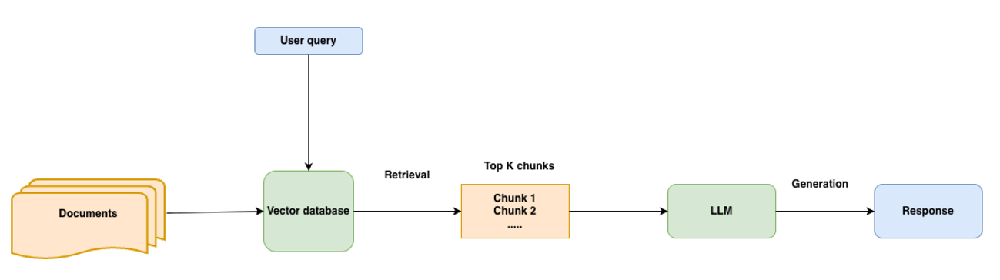 User query
Documents
Vector database
Retrieval
Top K chunks
Chunk 1
Chunk 2
.....
LLM
Generation
Response